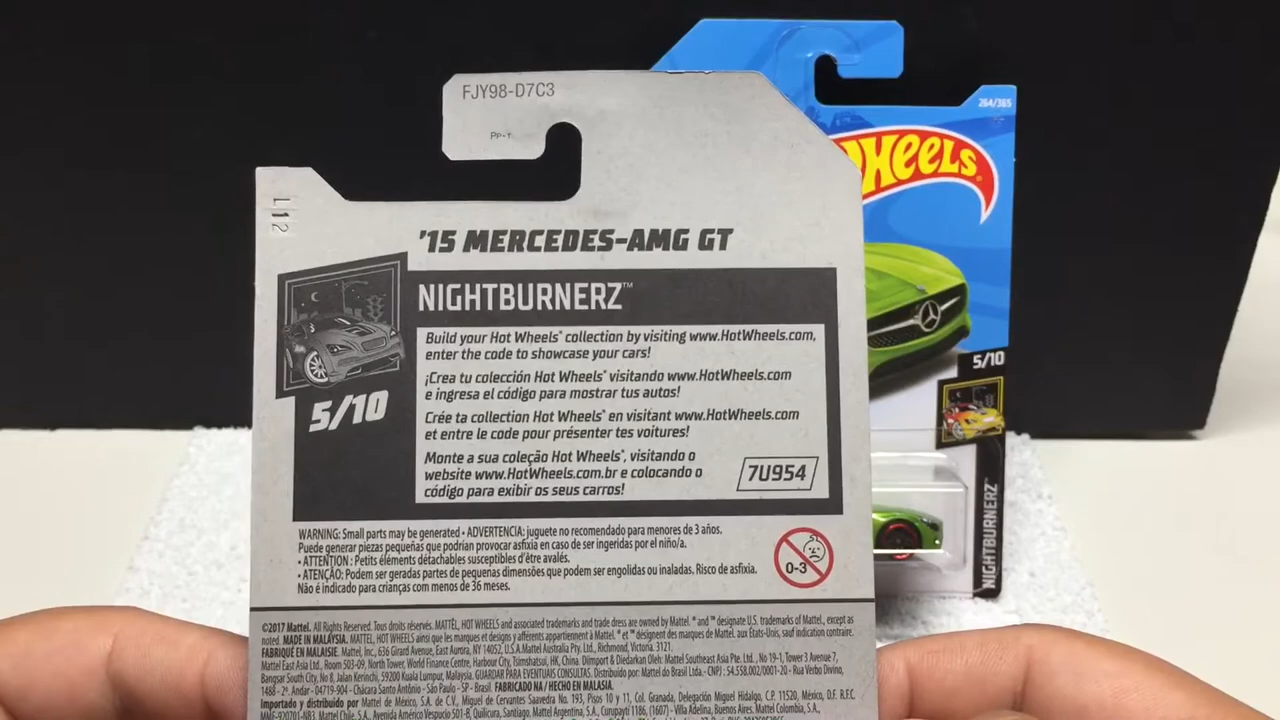 FJY98-D7C3
L12
'15 MERCEDES-AMG GT
NIGHTBURNERZ™
Build your Hot Wheels® collection by visiting www.HotWheels.com,
enter the code to showcase your cars!
¡Crea tu colección Hot Wheels® visitando www.HotWheels.com
e ingresa el código para mostrar tus autos!
Crée ta collection Hot Wheels® en visitant www.HotWheels.com
et entre le code pour présenter tes voitures!
Monte a sua coleção Hot Wheels®, visitando o
website www.HotWheels.com.br e colocando o
código para exibir os seus carros!
7U954
5/10
WARNING: Small parts may be generated • ADVERTENCIA: juguete no recomendado para menores de 3 años.
Puede generar piezas pequeñas que podrían provocar asfixia en caso de ser ingeridas por el niño/a.
• ATTENTION : Petits éléments détachables susceptibles d'être avalés.
• ATENÇÃO: Podem ser geradas partes de pequenas dimensões que podem ser engolidas ou inaladas. Risco de asfixia.
Não é indicado para crianças com menos de 36 meses.
0-3
©2017 Mattel. All Rights Reserved. Tous droits réservés. MATTEL, HOT WHEELS and associated trademarks and trade dress are owned by Mattel. ® and ™ designate U.S. trademarks of Mattel, except as
noted. MADE IN MALAYSIA. MATTEL, HOT WHEELS ainsi que les marques et designs y afférents appartiennent à Mattel. ® et ™ désignent des marques de Mattel aux États-Unis, sauf indication contraire.
FABRIQUÉ EN MALAISIE. Mattel, Inc., 636 Girard Avenue, East Aurora, NY 14052, U.S.A. Mattel Australia Pty. Ltd., Richmond, Victoria. 3121.
Mattel East Asia Ltd., Room 503-09, North Tower, World Finance Centre, Harbour City, Tsimshatsui, HK, China. Diimport & Diedarkan Oleh: Mattel Southeast Asia Pte. Ltd., No 19-1, Tower 3 Avenue 7,
Bangsar South City, No 8, Jalan Kerinchi, 59200 Kuala Lumpur, Malaysia. GUARDAR PARA EVENTUAIS CONSULTAS. Distribuido por: Mattel do Brasil Ltda. - CNPJ : 54.558.002/0001-20 - Rua Verbo Divino,
1488 - 2º. Andar - 04719-904 - Chácara Santo Antônio - São Paulo - SP - Brasil. FABRICADO NA / HECHO EN MALASIA.
Importado y distribuido por Mattel de México, S.A. de C.V., Miguel de Cervantes Saavedra No. 193, Pisos 10 y 11, Col. Granada, Delegación Miguel Hidalgo, C.P. 11520, México, D.F. R.F.C.
MME-920701-NB3. Mattel Chile, S.A., Avenida Américo Vespucio 501-B, Quilicura, Santiago. Mattel Argentina, S.A., Curupaytí 1186, (1607) - Villa Adelina, Buenos Aires. Mattel Colombia, S.A.,
264/365
WHEELS
5/10
NIGHTBURNERZ